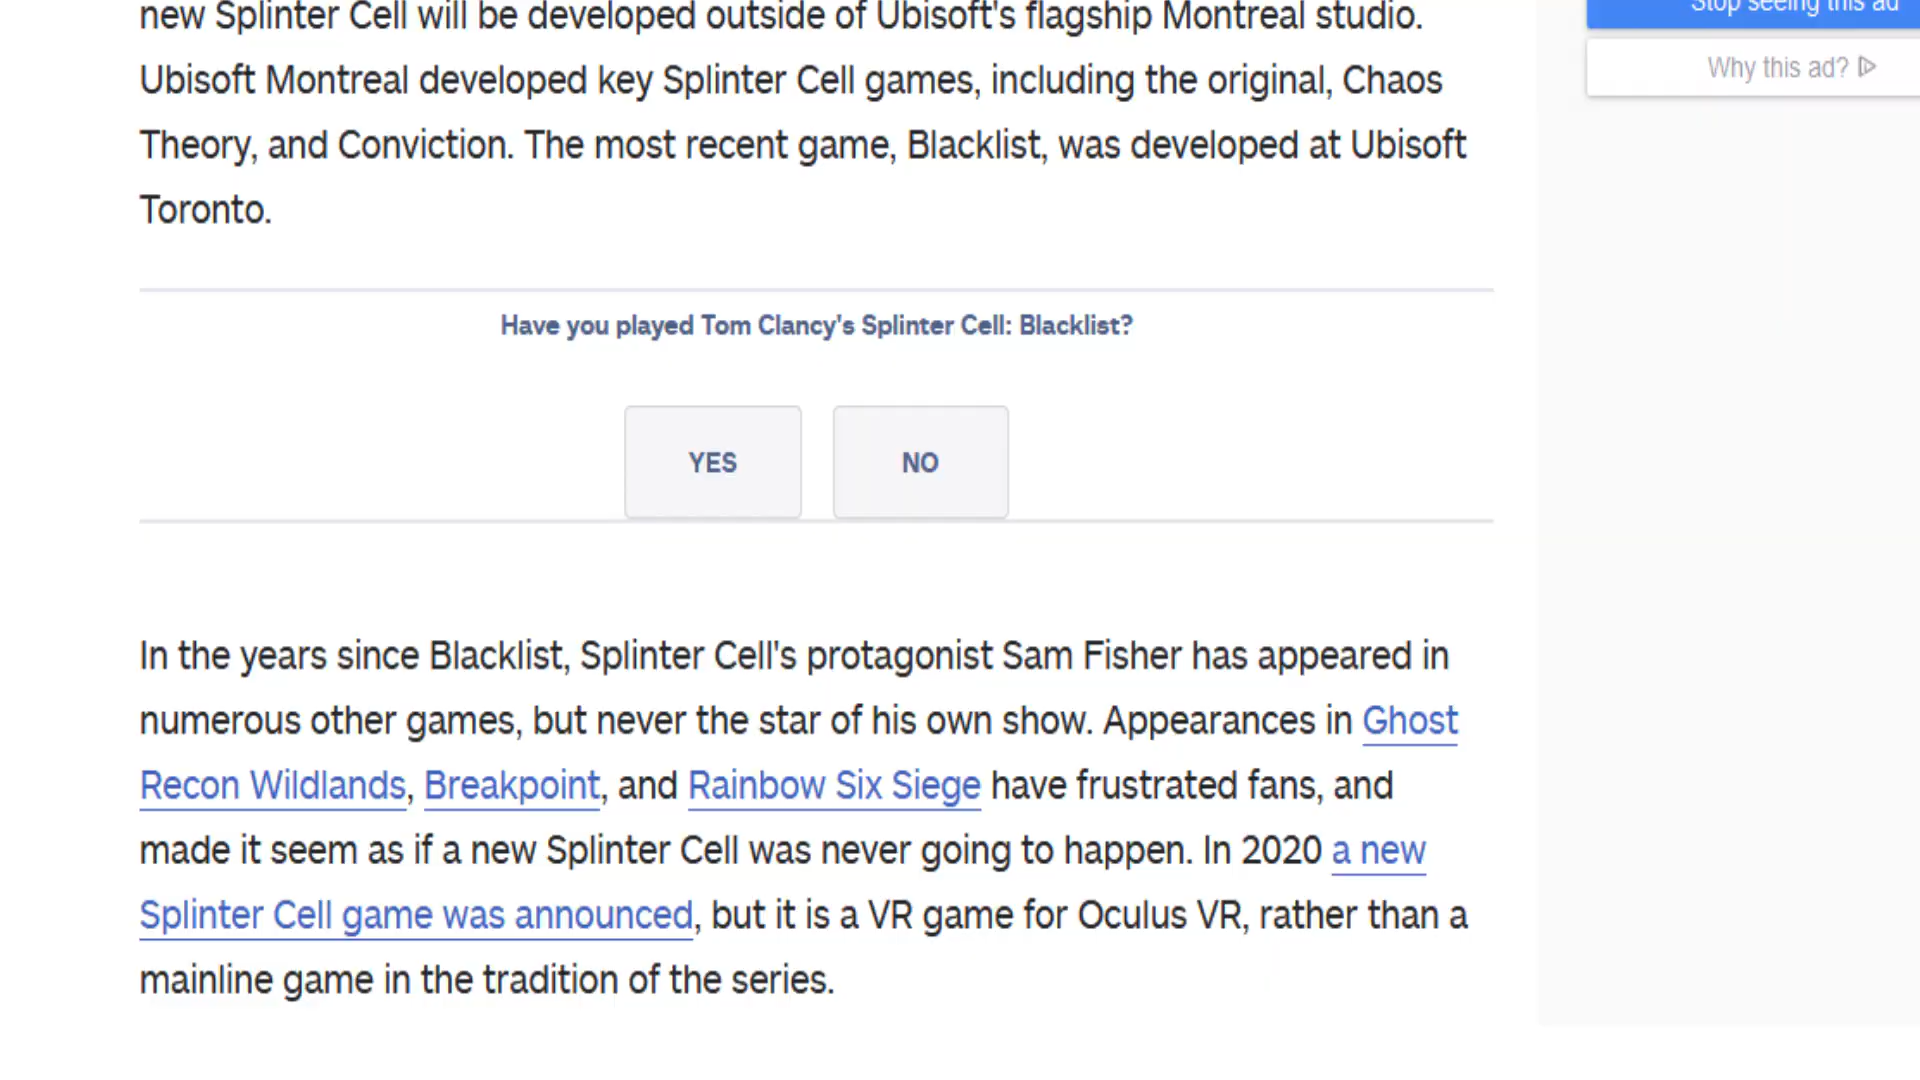 new Splinter Cell will be developed outside of Ubisoft's flagship Montreal studio.
Ubisoft Montreal developed key Splinter Cell games, including the original, Chaos
Theory, and Conviction. The most recent game, Blacklist, was developed at Ubisoft
Toronto.
Have you played Tom Clancy's Splinter Cell: Blacklist?
YES
NO
In the years since Blacklist, Splinter Cell's protagonist Sam Fisher has appeared in
numerous other games, but never the star of his own show. Appearances in Ghost
Recon Wildlands, Breakpoint, and Rainbow Six Siege have frustrated fans, and
made it seem as if a new Splinter Cell was never going to happen. In 2020 a new
Splinter Cell game was announced, but it is a VR game for Oculus VR, rather than a
mainline game in the tradition of the series.
Stop seeing this ad
Why this ad?